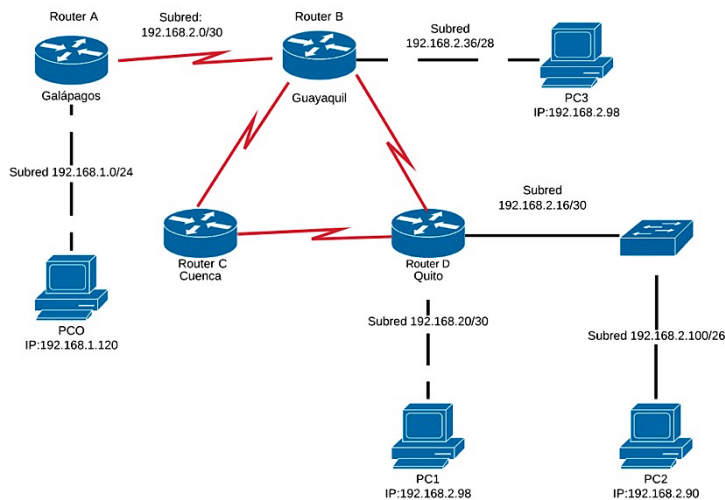 Router A
Subred:
192.168.2.0/30
Router B
Subred
192.168.2.36/28
Galápagos
Guayaquil
PC3
IP:192.168.2.98
Subred 192.168.1.0/24
Subred
192.168.2.16/30
Router C
Cuenca
Router D
Quito
PCO
IP:192.168.1.120
Subred 192.168.20/30
Subred 192.168.2.100/26
PC1
IP:192.168.2.98
PC2
IP:192.168.2.90